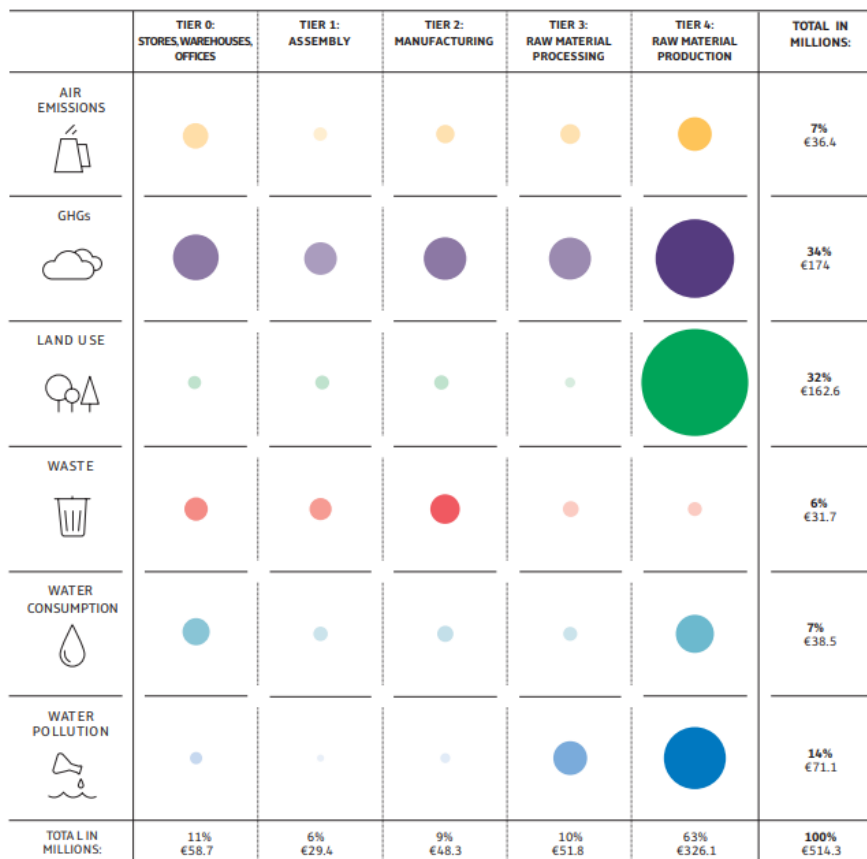 TIER 0:
STORES, WAREHOUSES,
OFFICES
TIER 1:
ASSEMBLY
TIER 2:
MANUFACTURING
TIER 3:
RAW MATERIAL
PROCESSING
TIER 4:
RAW MATERIAL
PRODUCTION
TOTAL IN
MILLIONS:
AIR
EMISSIONS
7%
€36.4
GHGs
34%
€174
LAND USE
32%
€162.6
WASTE
6%
€31.7
WATER
CONSUMPTION
7%
€38.5
WATER
POLLUTION
14%
€71.1
TOTAL IN
MILLIONS:
11%
€58.7
6%
€29.4
9%
€48.3
10%
€51.8
63%
€326.1
100%
€514.3